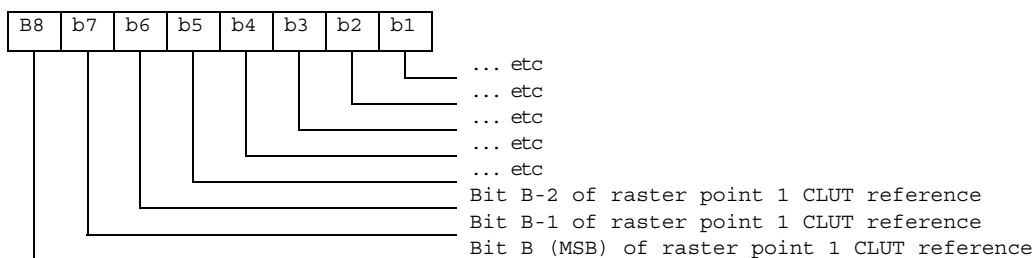 B8 b7 b6 b5 b4 b3 b2 b1
... etc
... etc
... etc
... etc
... etc
Bit B-2 of raster point 1 CLUT reference
Bit B-1 of raster point 1 CLUT reference
Bit B (MSB) of raster point 1 CLUT reference